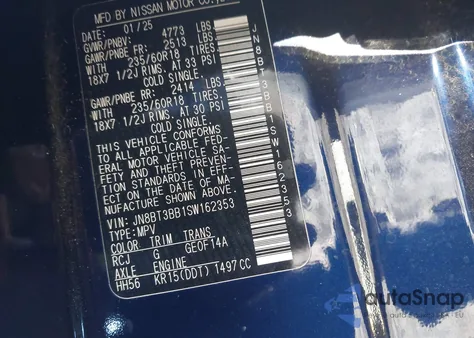 MFD BY NISSAN MOTOR CO.,L
DATE: 01/25
GVWR/PNBV: 4773 LBS
GAWR/PNBE FR: 2513 LBS
WITH 235/60R18 TIRES
18X7 1/2J RIMS. AT 33 PSI
COLD SINGLE.
GAWR/PNBE RR: 2414 LBS
WITH 235/60R18 TIRES.
18X7 1/2J RIMS. AT 30 PSI
COLD SINGLE.
THIS VEHICLE CONFORMS
TO ALL APPLICABLE FED-
ERAL MOTOR VEHICLE SA-
FETY AND THEFT PREVEN-
TION STANDARDS IN EFF-
ECT ON THE DATE OF MA-
NUFACTURE SHOWN ABOVE.
VIN: JN8BT3BB1SW162353
TYPE: MPV
COLOR TRIM TRANS
RCJ G GEOF14A
AXLE ENGINE
HH56 KR15(DDT) 1497CC
JN8BT3BB1SW162353
autoSnap